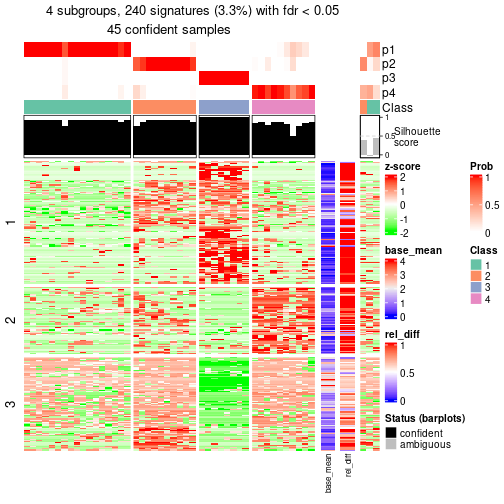 4 subgroups, 240 signatures (3.3%) with fdr < 0.05
45 confident samples
p1
p2
p3
p4
Class
1
0.5
0
Silhouette
score
1
2
3
base_mean
rel_diff
z-score
2
1
0
-1
-2
Prob
1
0.5
0
base_mean
4
3
2
1
0
Class
1
2
3
4
rel_diff
1
0.5
0
Status (barplots)
confident
ambiguous